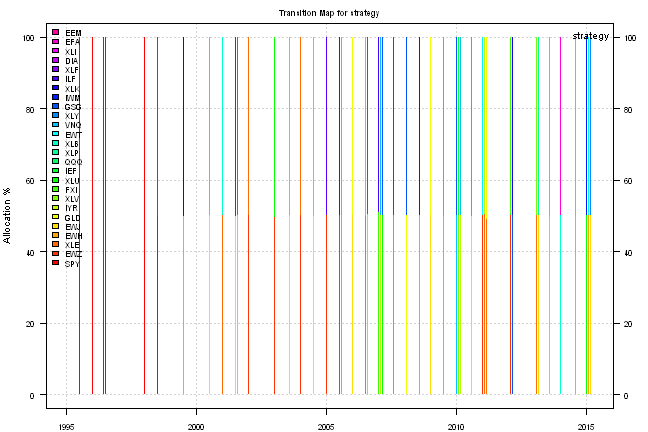 Transition Map for strategy
strategy
Allocation %
100
80
60
40
20
0
EEM
EFA
XLI
DIA
XLF
ILF
XLK
IWM
GSG
XLY
VNQ
EWT
XLB
XLP
QQQ
IEF
XLU
FXI
XLV
IYR
GLD
EWJ
EWH
XLE
EWZ
SPY
100
80
60
40
20
0
1995
2000
2005
2010
2015